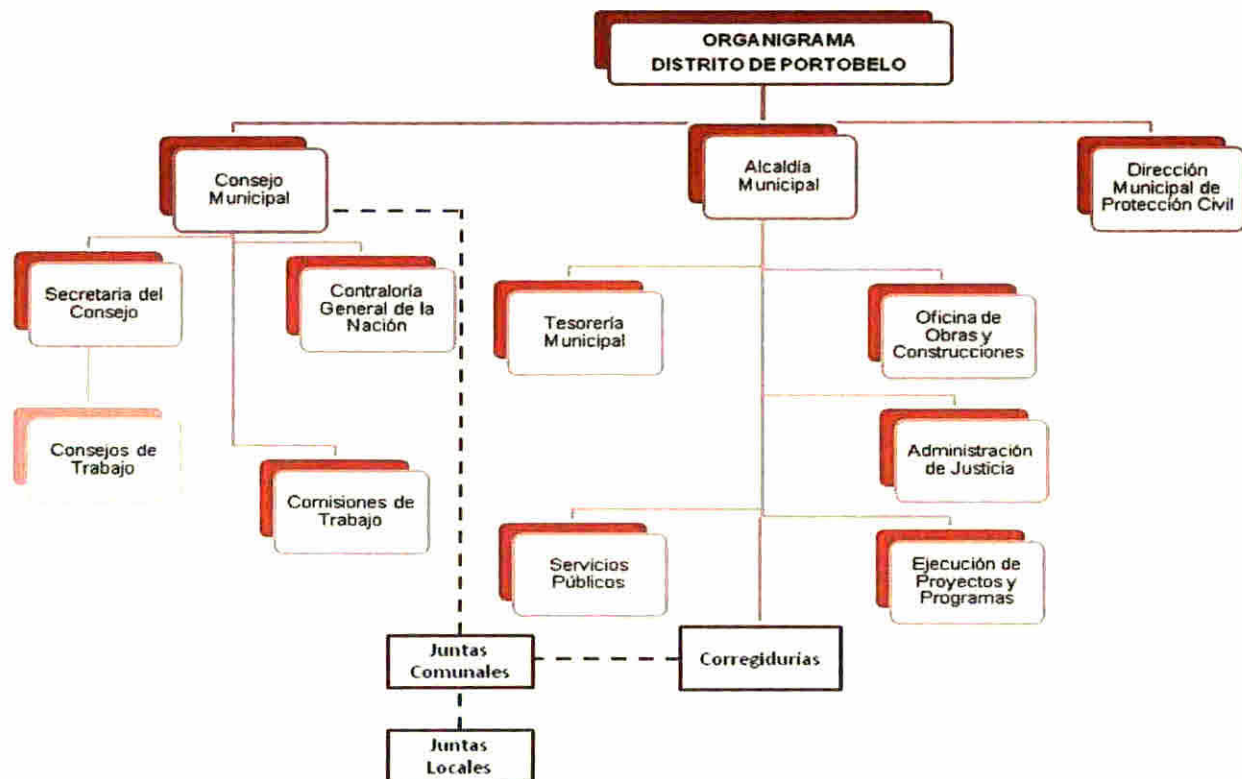 ORGANIGRAMA
DISTRITO DE PORTOBELO
Consejo
Municipal
Alcaldía
Municipal
Dirección
Municipal de
Protección Civil
Secretaria del
Consejo
Contraloría
General de la
Nación
Tesorería
Municipal
Oficina de
Obras y
Construcciones
Consejos de
Trabajo
Administración
de Justicia
Comisiones de
Trabajo
Servicios
Públicos
Ejecución de
Proyectos y
Programas
Juntas
Comunales
Corregidurías
Juntas
Locales